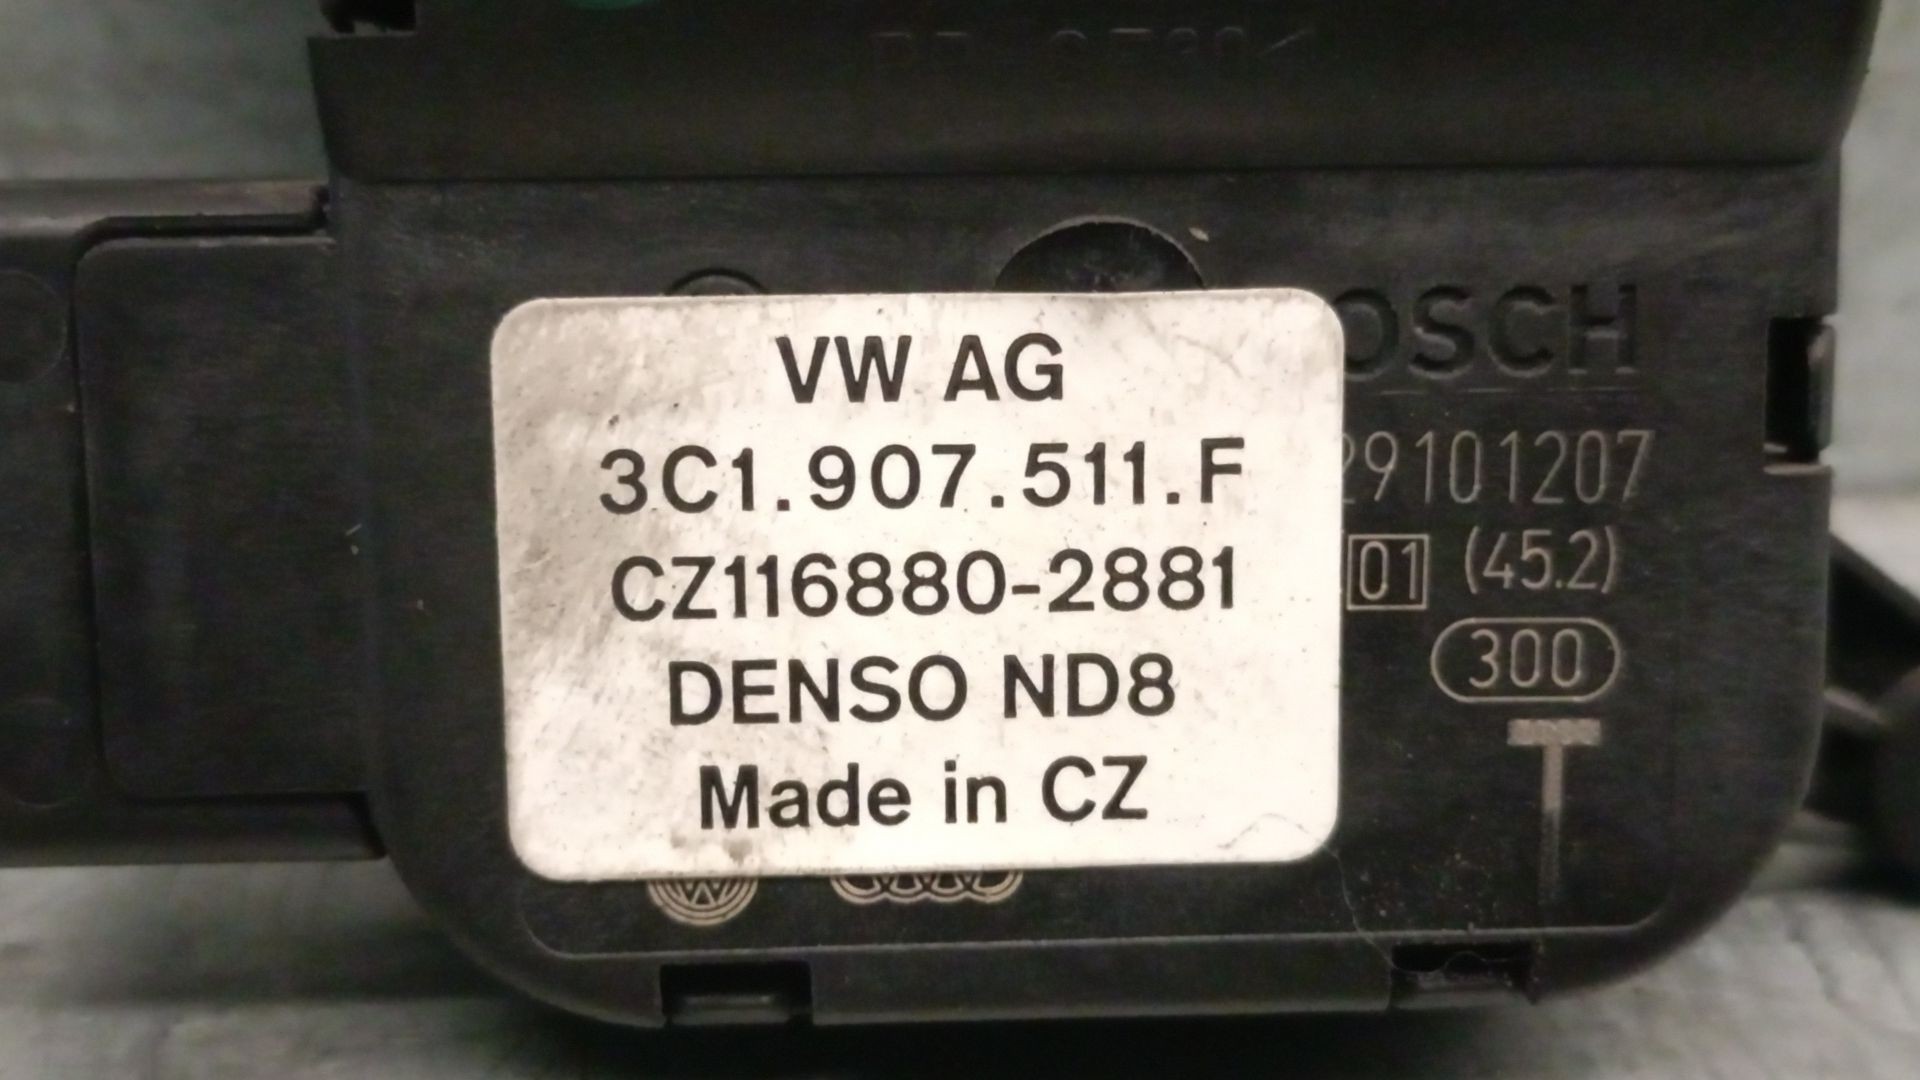 VW AG
3C1.907.511.F
CZ116880-2881
DENSO ND8
Made in CZ
OSCH
29101207
01 (45.2)
300